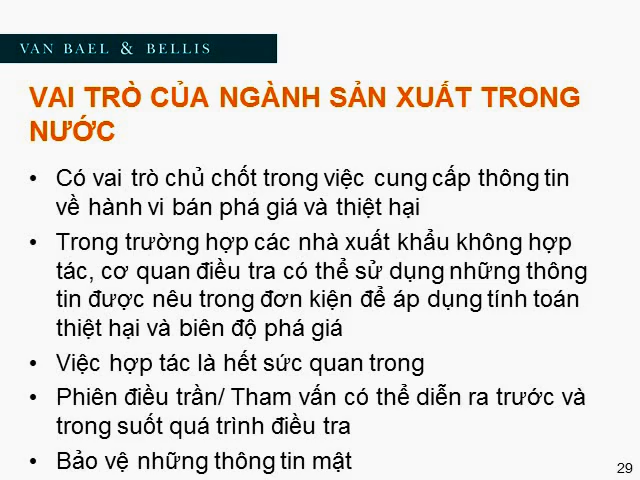 VAN BAEL & BELLIS
VAI TRÒ CỦA NGÀNH SẢN XUẤT TRONG
NƯỚC
• Có vai trò chủ chốt trong việc cung cấp thông tin
về hành vi bán phá giá và thiệt hại
• Trong trường hợp các nhà xuất khẩu không hợp
tác, cơ quan điều tra có thể sử dụng những thông
tin được nêu trong đơn kiện để áp dụng tính toán
thiệt hại và biên độ phá giá
• Việc hợp tác là hết sức quan trong
• Phiên điều trần/ Tham vấn có thể diễn ra trước và
trong suốt quá trình điều tra
• Bảo vệ những thông tin mật
29